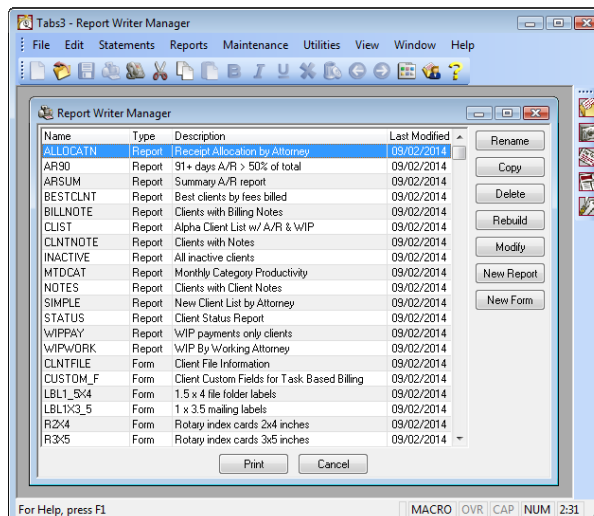 Tabs3 - Report Writer Manager
File Edit Statements Reports Maintenance Utilities View Window Help
B I U ?
Report Writer Manager
Name Type Description Last Modified
ALLOCATN Report Receipt Allocation by Attorney 09/02/2014
AR90 Report 91+ days A/R > 50% of total 09/02/2014
ARSUM Report Summary A/R report 09/02/2014
BESTCLNT Report Best clients by fees billed 09/02/2014
BILLNOTE Report Clients with Billing Notes 09/02/2014
CLIST Report Alpha Client List w/ A/R & WIP 09/02/2014
CLNTNOTE Report Clients with Notes 09/02/2014
INACTIVE Report All inactive clients 09/02/2014
MTDCAT Report Monthly Category Productivity 09/02/2014
NOTES Report Clients with Client Notes 09/02/2014
SIMPLE Report New Client List by Attorney 09/02/2014
STATUS Report Client Status Report 09/02/2014
WIPPAY Report WIP payments only clients 09/02/2014
WIPWORK Report WIP By Working Attorney 09/02/2014
CLNTFILE Form Client File Information 09/02/2014
CUSTOM_F Form Client Custom Fields for Task Based Billing 09/02/2014
LBL1_5X4 Form 1.5 x 4 file folder labels 09/02/2014
LBL1X3_5 Form 1 x 3.5 mailing labels 09/02/2014
R2X4 Form Rotary index cards 2x4 inches 09/02/2014
R3X5 Form Rotary index cards 3x5 inches 09/02/2014
Rename
Copy
Delete
Rebuild
Modify
New Report
New Form
Print Cancel
For Help, press F1 MACRO OVR CAP NUM 2:31